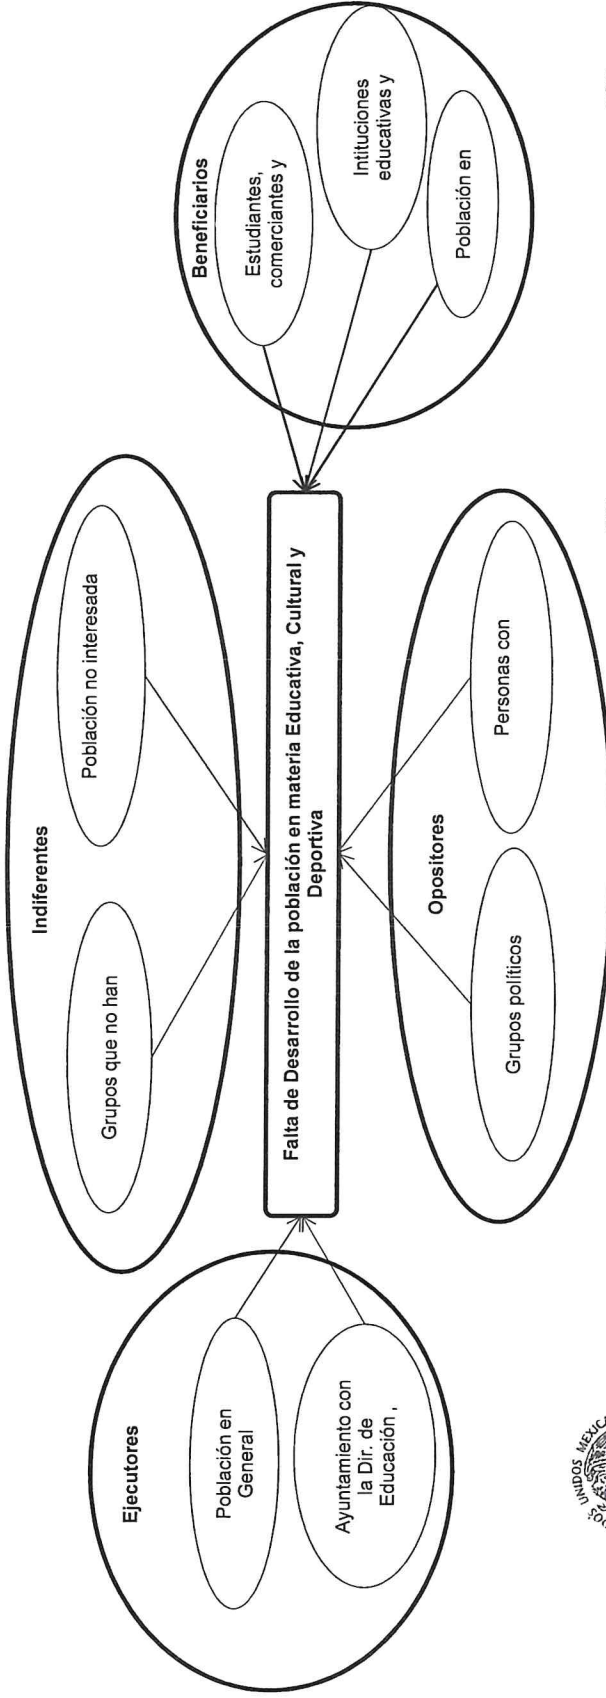 Indiferentes
Grupos que no han
Población no interesada
Ejecutores
Población en
General
Ayuntamiento con
la Dir. de
Educación ,
Falta de Desarrollo de la población en materia Educativa, Cultural y
Deportiva
Beneficiarios
Estudiantes,
comerciantes y
Intituciones
educativas y
Población en
Opositores
Grupos políticos
Personas con
UNIDOS